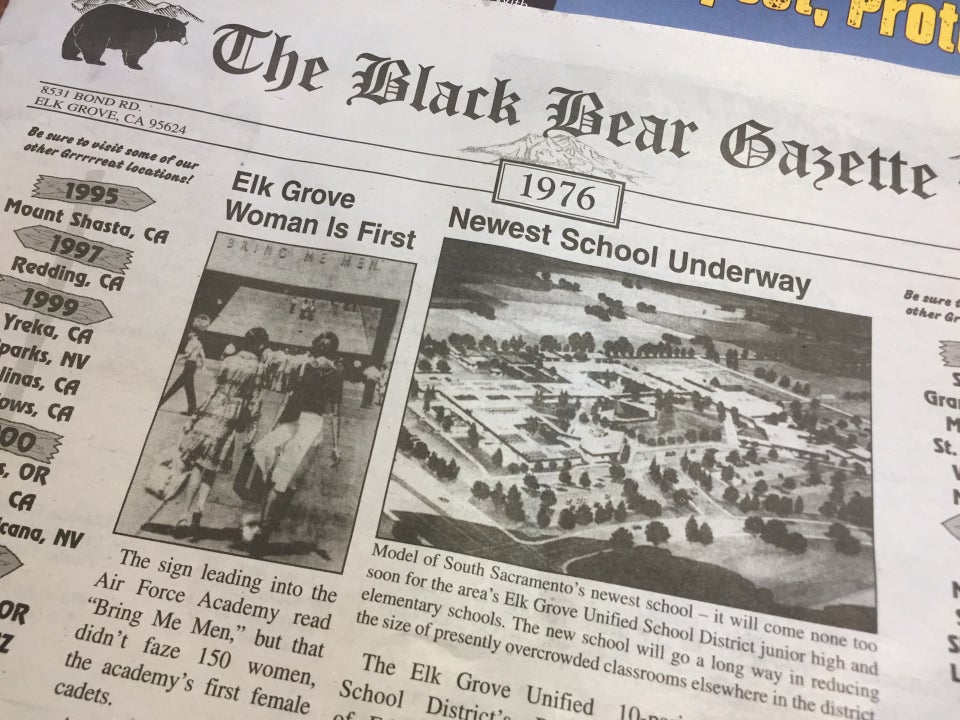 with
The Black Bear Gazette
8531 BOND RD.
ELK GROVE, CA 95624
1976
Be sure to visit some of our
other Grrrrreat locations!
1995
Mount Shasta, CA
1997
Redding, CA
1999
Yreka, CA
parks, NV
linas, CA
ows, CA
00
s, OR
CA
icana, NV
OR
Elk Grove
Woman Is First
BRING ME MEN
The sign leading into the
Air Force Academy read
“Bring Me Men,” but that
didn’t faze 150 women,
the academy’s first female
cadets.
Newest School Underway
Model of South Sacramento’s newest school – it will come none too
soon for the area’s Elk Grove Unified School District junior high and
elementary schools. The new school will go a long way in reducing
the size of presently overcrowded classrooms elsewhere in the district
The Elk Grove Unified
School District’s
Be sure
other Gr
Gra
St.